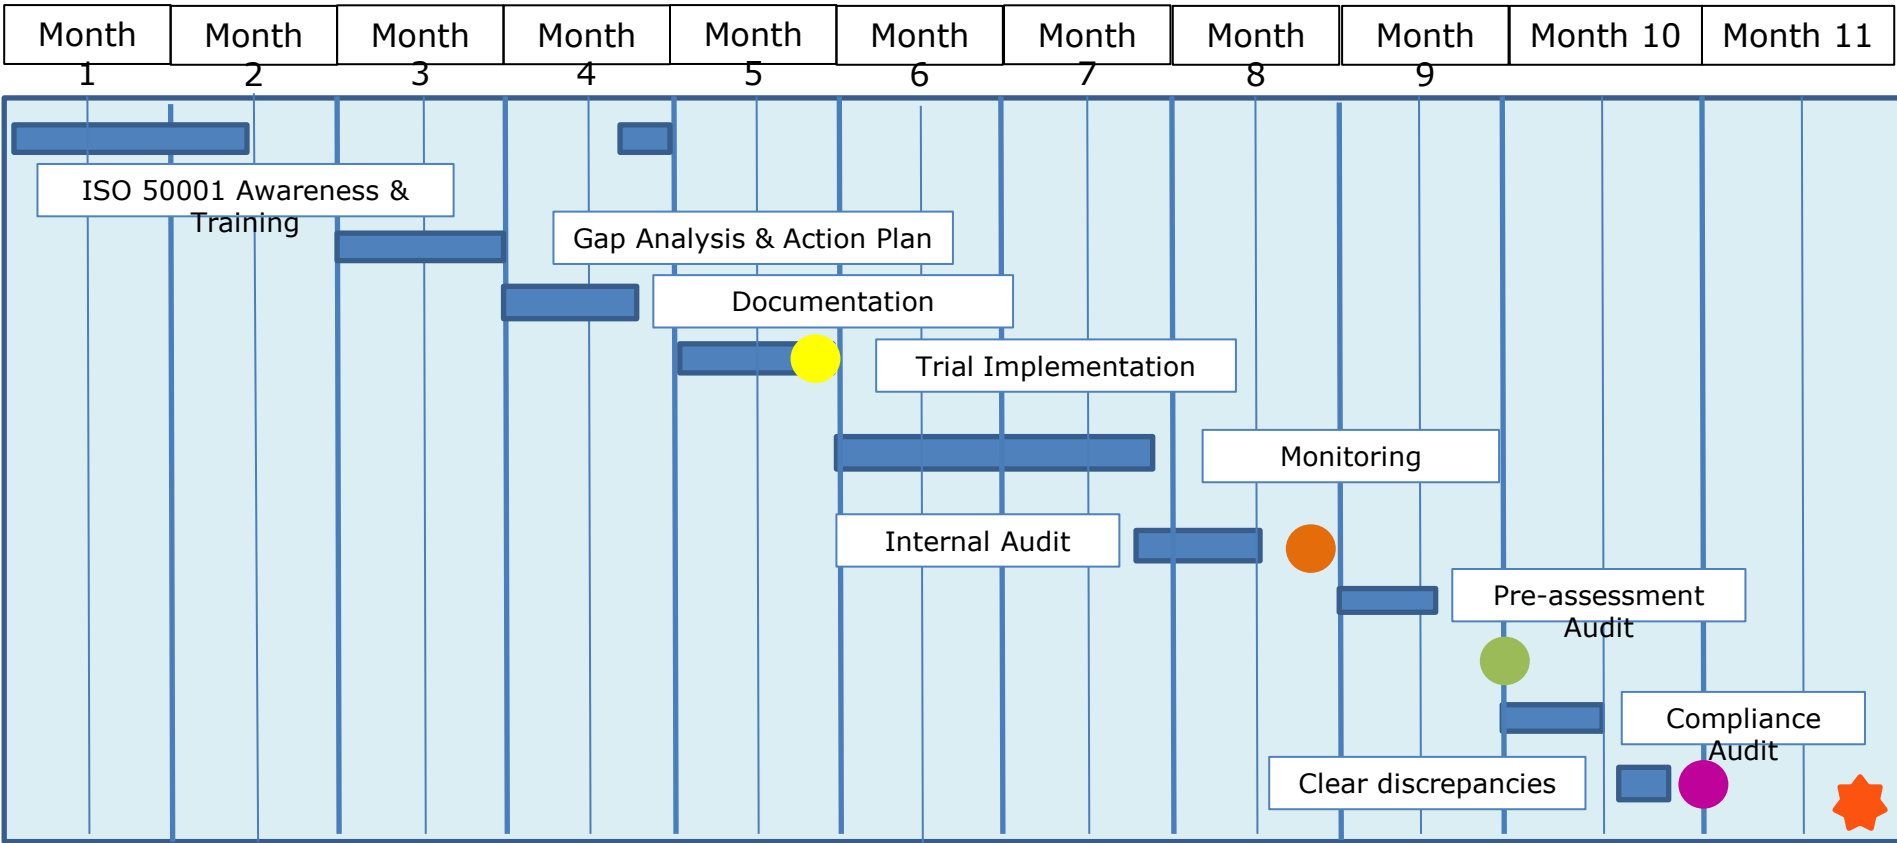 Month
1
Month
2
Month
3
Month
4
Month
5
Month
6
Month
7
Month
8
Month
9
Month 10
Month 11
ISO 50001 Awareness &
Training
Gap Analysis & Action Plan
Documentation
Trial Implementation
Monitoring
Internal Audit
Pre-assessment
Audit
Compliance
Audit
Clear discrepancies